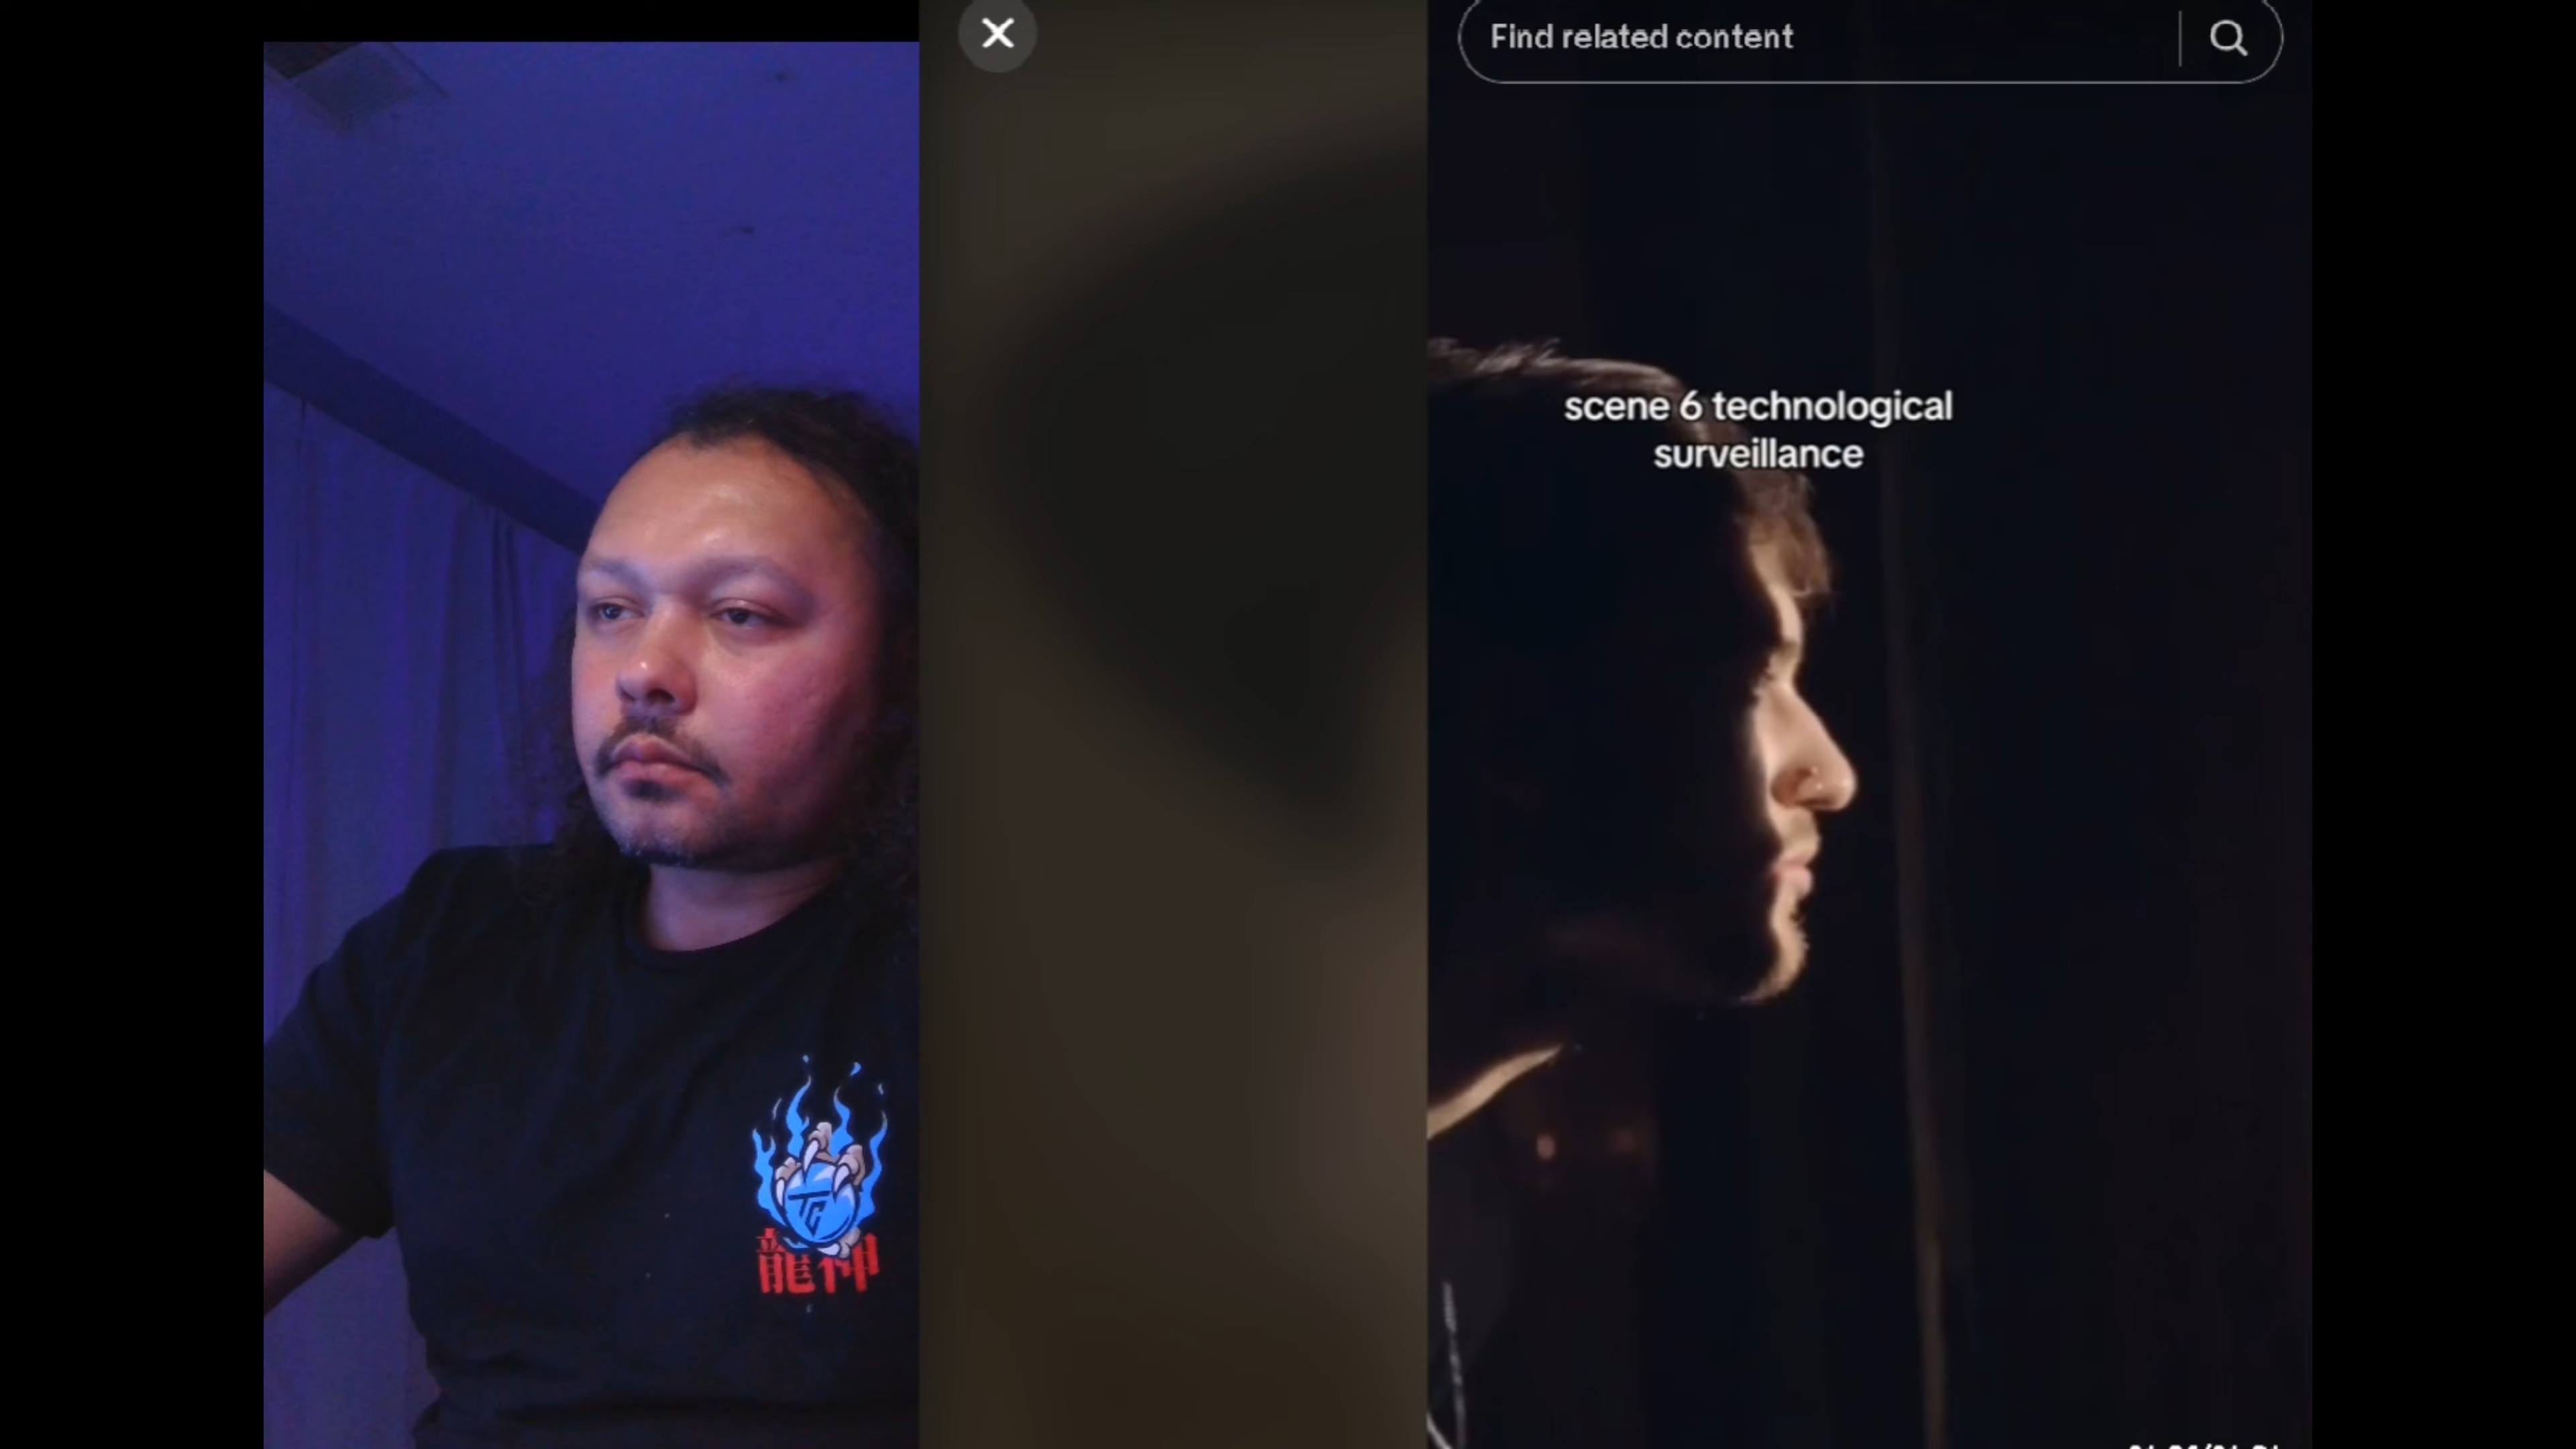 Find related content
scene 6 technological
surveillance
龍神